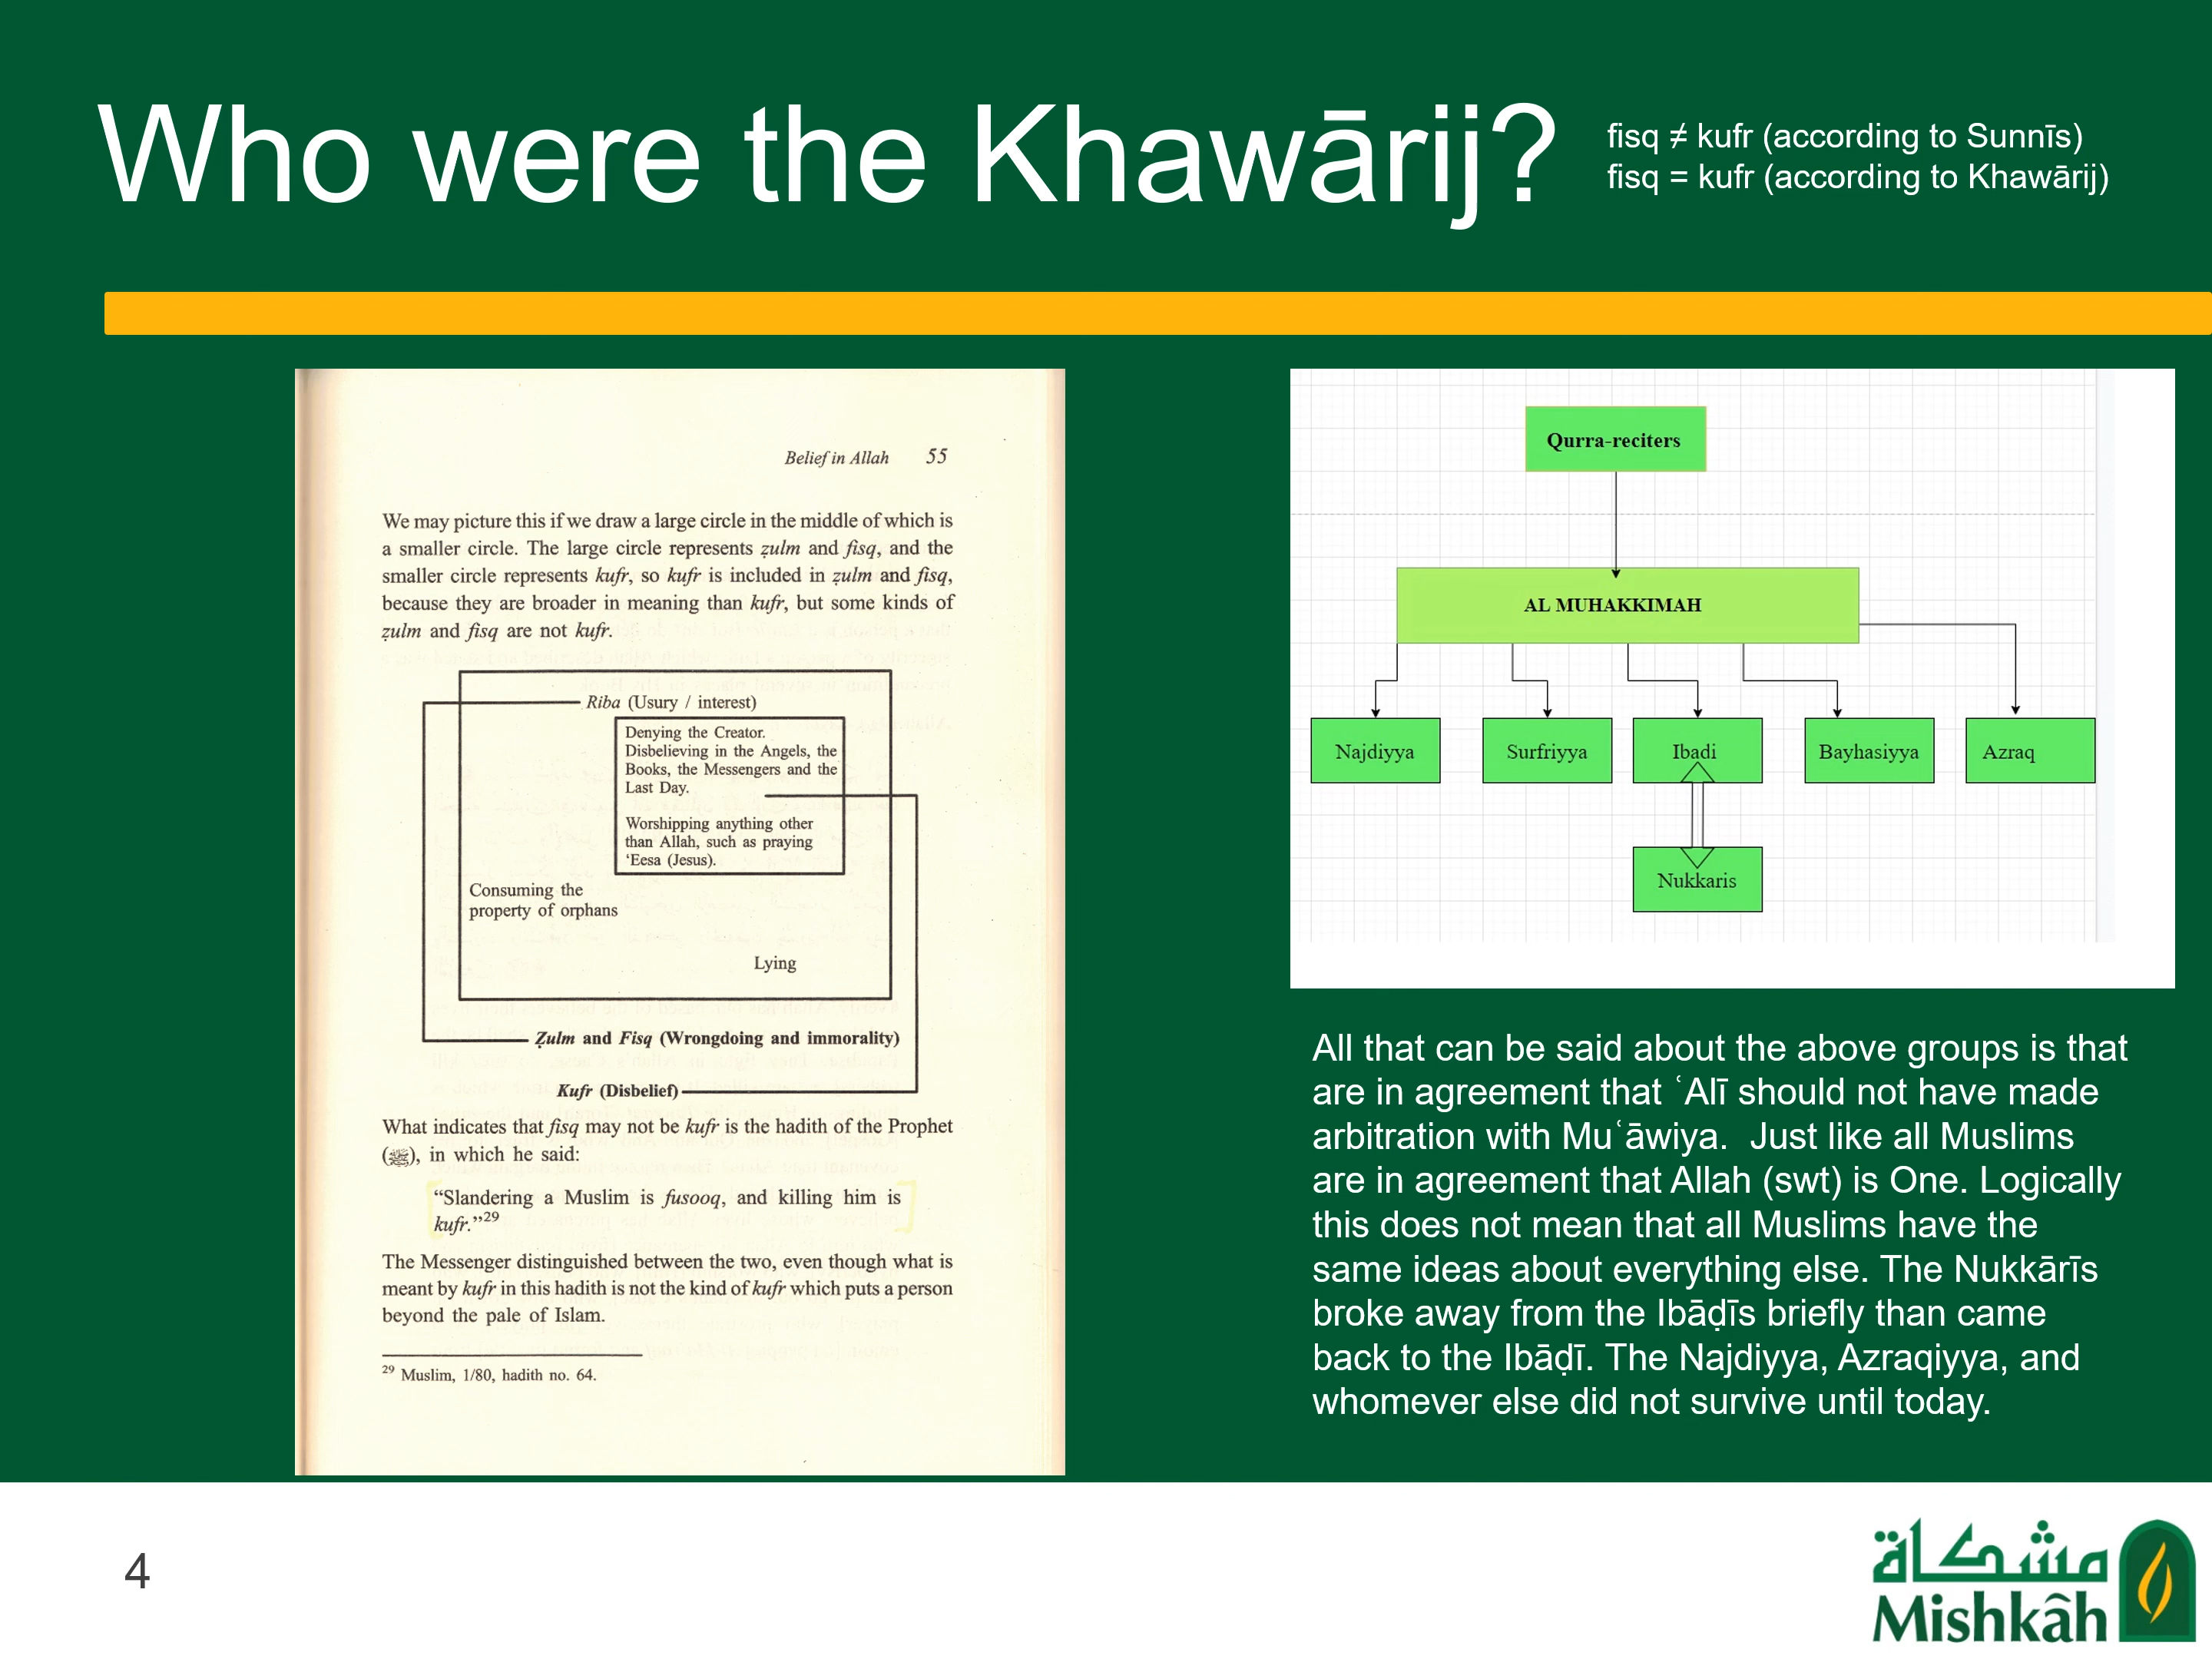 Who were the Khawārij?
fisq ≠ kufr (according to Sunnīs)
fisq = kufr (according to Khawārij)
Belief in Allah 55
We may picture this if we draw a large circle in the middle of which is
a smaller circle. The large circle represents ẓulm and fisq, and the
smaller circle represents kufr, so kufr is included in ẓulm and fisq,
because they are broader in meaning than kufr, but some kinds of
ẓulm and fisq are not kufr.
Riba (Usury / interest)
Denying the Creator.
Disbelieving in the Angels, the
Books, the Messengers and the
Last Day.
Worshipping anything other
than Allah, such as praying
‘Eesa (Jesus).
Consuming the
property of orphans
Lying
Ẓulm and Fisq (Wrongdoing and immorality)
Kufr (Disbelief)
What indicates that fisq may not be kufr is the hadith of the Prophet
(ﷺ), in which he said:
“Slandering a Muslim is fusooq, and killing him is
kufr.”29
The Messenger distinguished between the two, even though what is
meant by kufr in this hadith is not the kind of kufr which puts a person
beyond the pale of Islam.
29 Muslim, 1/80, hadith no. 64.
Qurra-reciters
AL MUHAKKIMAH
Najdiyya
Surfriyya
Ibadi
Bayhasiyya
Azraq
Nukkaris
All that can be said about the above groups is that
are in agreement that ʿAlī should not have made
arbitration with Muʿāwiya.  Just like all Muslims
are in agreement that Allah (swt) is One. Logically
this does not mean that all Muslims have the
same ideas about everything else. The Nukkārīs
broke away from the Ibāḍīs briefly than came
back to the Ibāḍī. The Najdiyya, Azraqiyya, and
whomever else did not survive until today.
4
مشكاة
Mishkâh